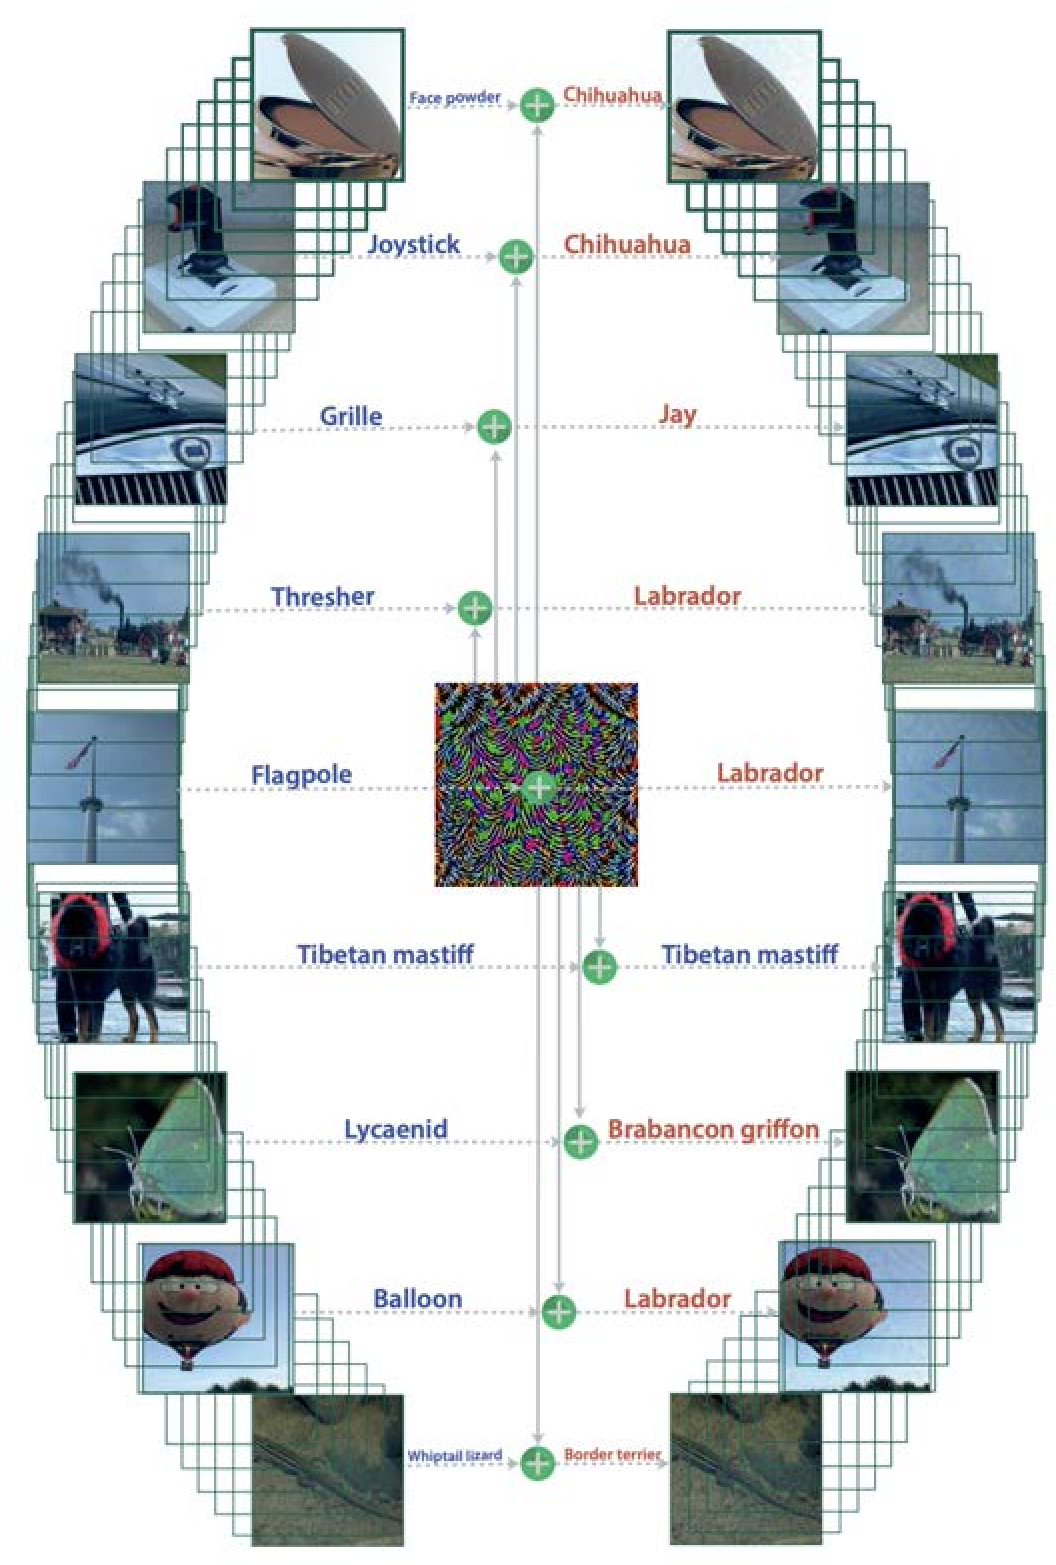 Face powder
Chihuahua
Joystick
Chihuahua
Grille
Jay
Thresher
Labrador
Flagpole
Labrador
Tibetan mastiff
Tibetan mastiff
Lycaenid
Brabancon griffon
Balloon
Labrador
Whiptail lizard
Border terrier